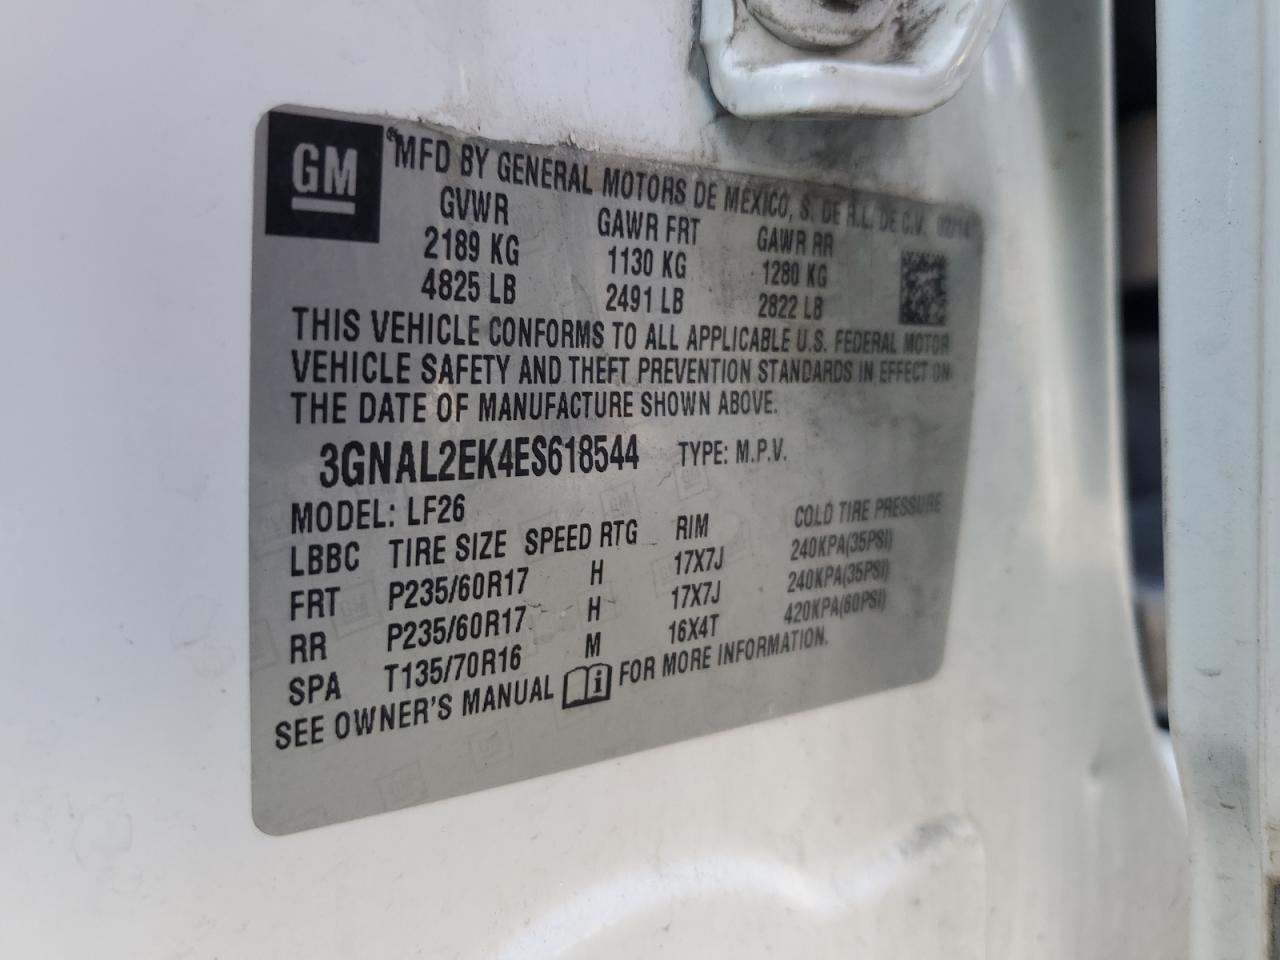 GM
MFD BY GENERAL MOTORS DE MEXICO, S. DE R.L. DE C.V. 02/14
GVWR GAWR FRT GAWR RR
2189 KG 1130 KG 1280 KG
4825 LB 2491 LB 2822 LB
THIS VEHICLE CONFORMS TO ALL APPLICABLE U.S. FEDERAL MOTOR
VEHICLE SAFETY AND THEFT PREVENTION STANDARDS IN EFFECT ON
THE DATE OF MANUFACTURE SHOWN ABOVE.
3GNAL2EK4ES618544 TYPE: M.P.V.
MODEL: LF26
LBBC TIRE SIZE SPEED RTG RIM COLD TIRE PRESSURE
FRT P235/60R17 H 17X7J 240KPA(35PSI)
RR P235/60R17 H 17X7J 240KPA(35PSI)
SPA T135/70R16 M 16X4T 420KPA(60PSI)
SEE OWNER'S MANUAL i FOR MORE INFORMATION.